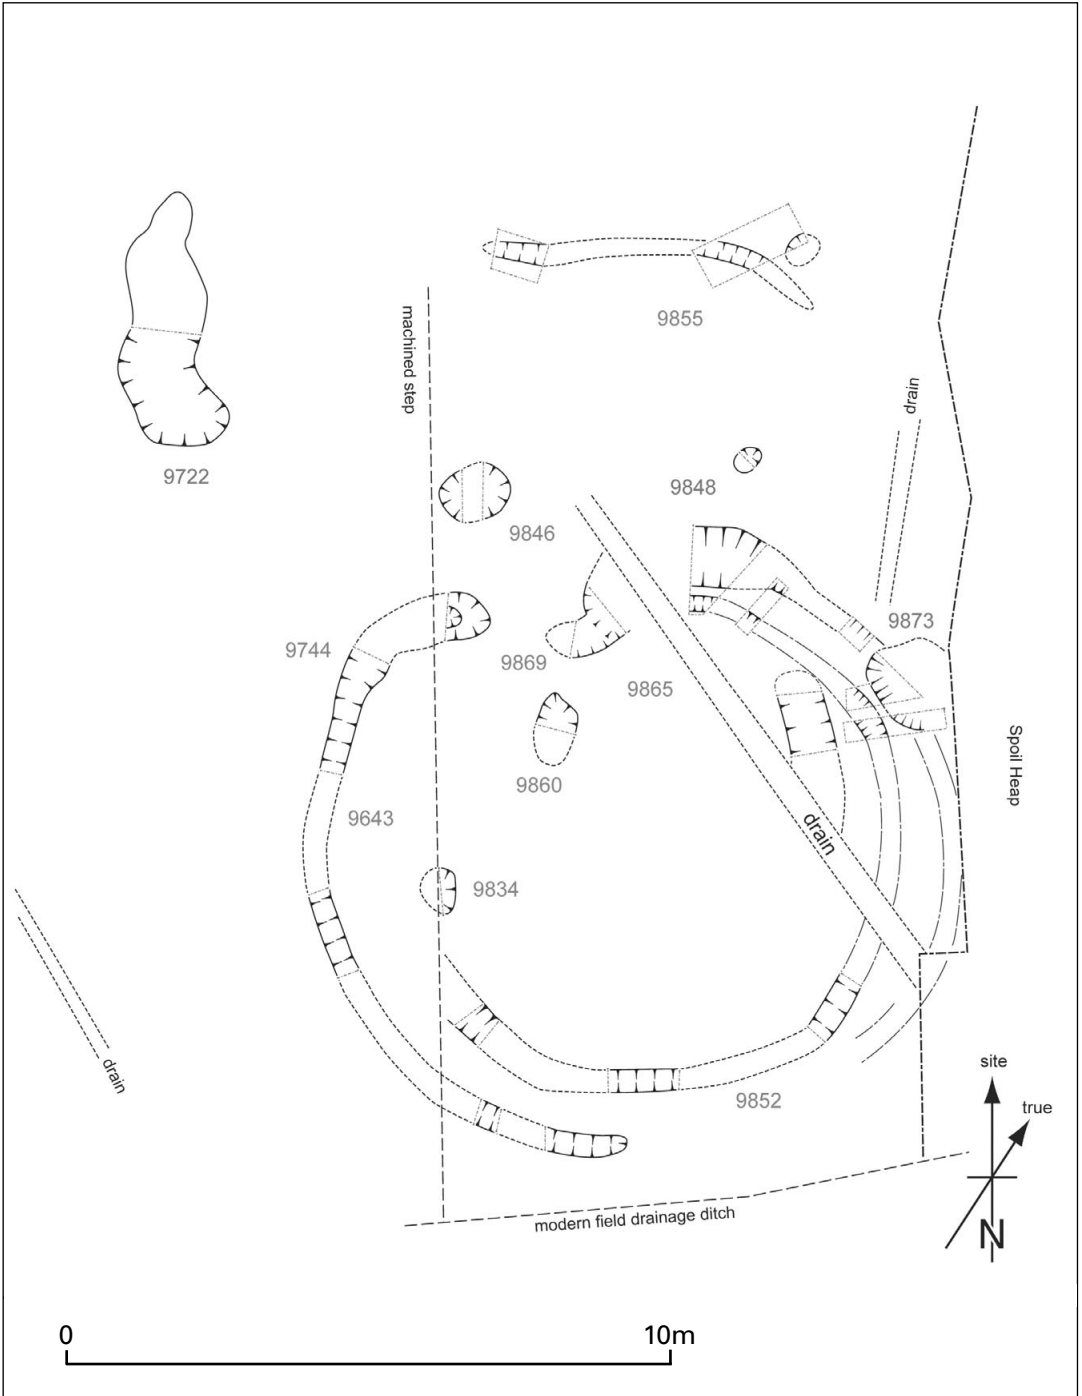 machined step
9855
drain
9722
9848
9846
9873
9744
9869
9865
Spoil Heap
9860
9643
drain
9834
drain
site
true
9852
modern field drainage ditch
N
0 10m